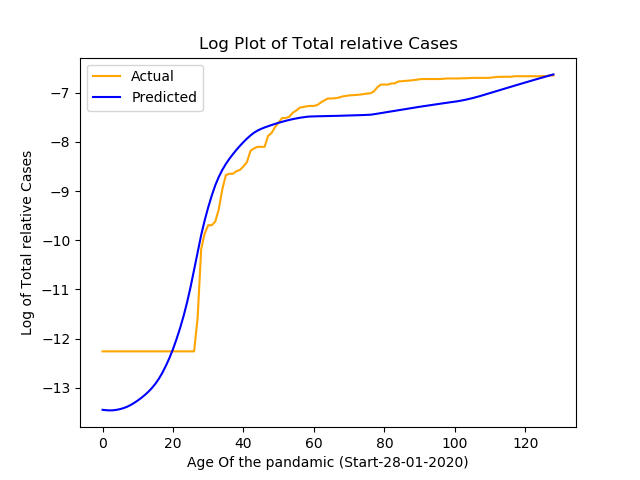 Log Plot of Total relative Cases
Actual
Predicted
−7
−8
−9
−10
−11
−12
−13
Log of Total relative Cases
0 20 40 60 80 100 120
Age Of the pandamic (Start-28-01-2020)